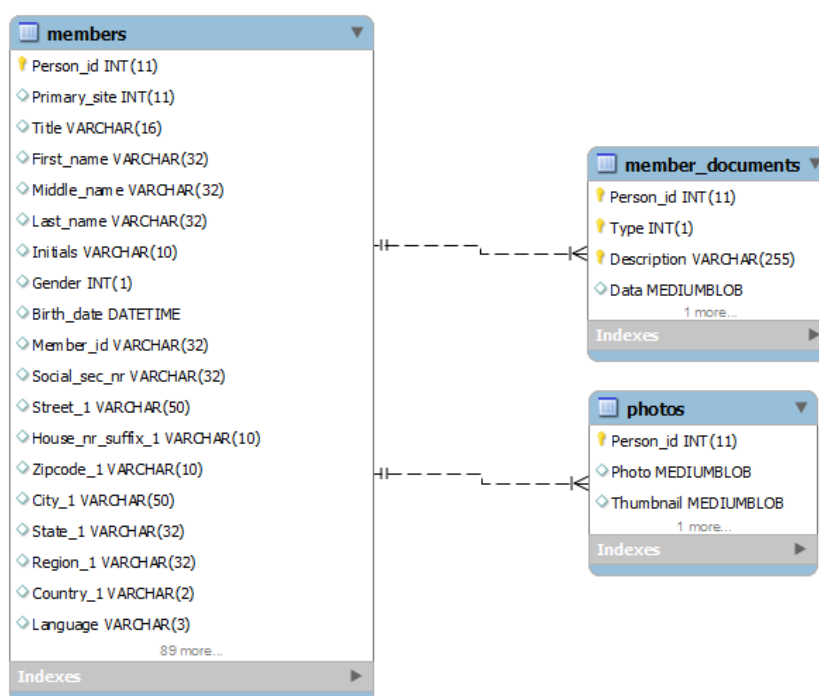 members
Person_id INT(11)
Primary_site INT(11)
Title VARCHAR(16)
First_name VARCHAR(32)
Middle_name VARCHAR(32)
Last_name VARCHAR(32)
Initials VARCHAR(10)
Gender INT(1)
Birth_date DATETIME
Member_id VARCHAR(32)
Social_sec_nr VARCHAR(32)
Street_1 VARCHAR(50)
House_nr_suffix_1 VARCHAR(10)
Zipcode_1 VARCHAR(10)
City_1 VARCHAR(50)
State_1 VARCHAR(32)
Region_1 VARCHAR(32)
Country_1 VARCHAR(2)
Language VARCHAR(3)
89 more...
Indexes
member_documents
Person_id INT(11)
Type INT(1)
Description VARCHAR(255)
Data MEDIUMBLOB
1 more...
Indexes
photos
Person_id INT(11)
Photo MEDIUMBLOB
Thumbnail MEDIUMBLOB
1 more...
Indexes